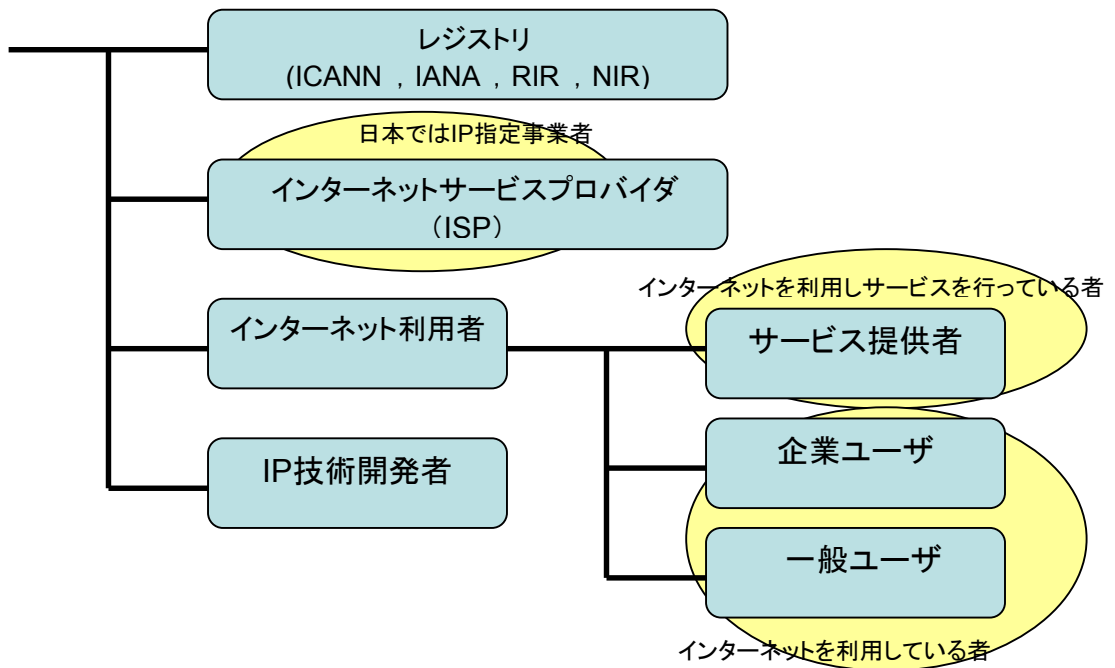 レジストリ
(ICANN , IANA , RIR , NIR)
日本ではIP指定事業者
インターネットサービスプロバイダ
（ISP）
インターネット利用者
IP技術開発者
インターネットを利用しサービスを行っている者
サービス提供者
企業ユーザ
一般ユーザ
インターネットを利用している者